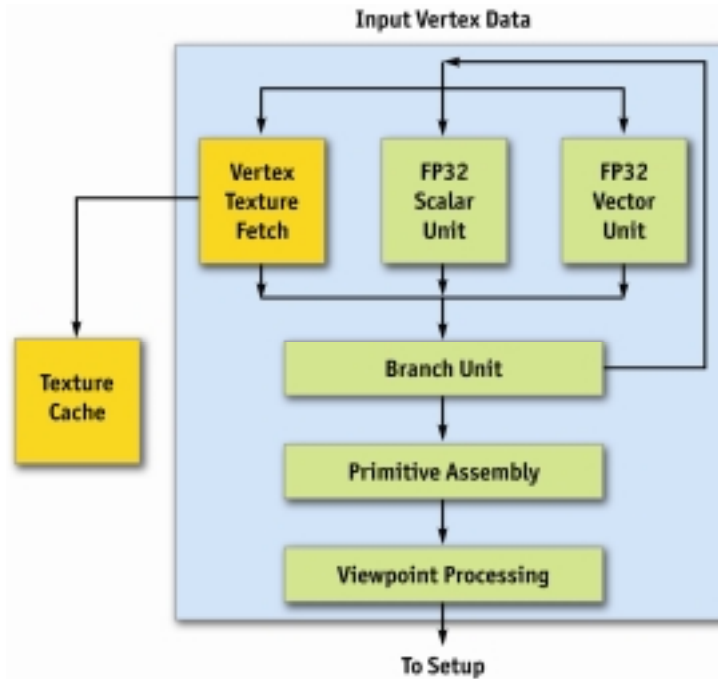 Input Vertex Data
Vertex
Texture
Fetch
FP32
Scalar
Unit
FP32
Vector
Unit
Texture
Cache
Branch Unit
Primitive Assembly
Viewpoint Processing
To Setup